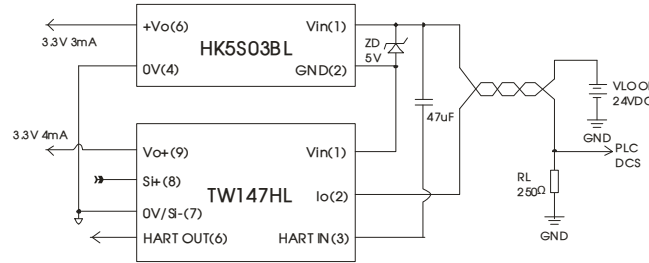 +Vo(6)
HK5S03BL
Vin(1)
3.3V 3mA
0V(4)
GND(2)
ZD
5V
47uF
24VDC
GND
3.3V 4mA
Vo+(9)
TW147HL
Vin(1)
Si+(8)
Io(2)
0V/Si-(7)
HART OUT(6)
HART IN(3)
PLC
DCS
RL
250Ω
GND